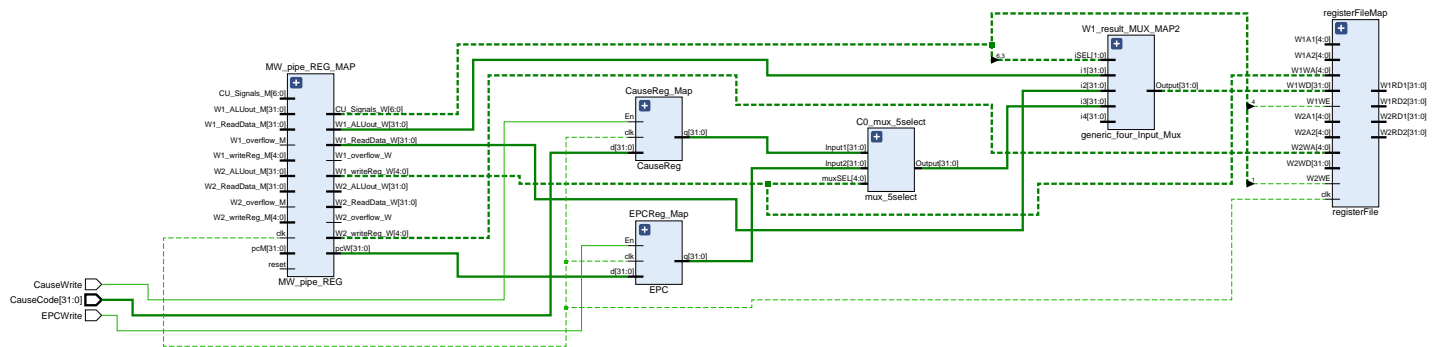 MW_pipe_REG_MAP
CU_Signals_M[6:0]
W1_ALUout_M[31:0]
W1_ReadData_M[31:0]
W1_overflow_M
W1_writeReg_M[4:0]
W2_ALUout_M[31:0]
W2_ReadData_M[31:0]
W2_overflow_M
W2_writeReg_M[4:0]
clk
pcM[31:0]
reset
CU_Signals_W[6:0]
W1_ALUout_W[31:0]
W1_ReadData_W[31:0]
W1_overflow_W
W1_writeReg_W[4:0]
W2_ALUout_W[31:0]
W2_ReadData_W[31:0]
W2_overflow_W
W2_writeReg_W[4:0]
pcW[31:0]
MW_pipe_REG
CauseWrite
CauseCode[31:0]
EPCWrite
CauseReg_Map
En
clk
d[31:0]
q[31:0]
CauseReg
EPCReg_Map
En
clk
d[31:0]
q[31:0]
EPC
C0_mux_5select
Input1[31:0]
Input2[31:0]
muxSEL[4:0]
Output[31:0]
mux_5select
W1_result_MUX_MAP2
6,3
iSEL[1:0]
i1[31:0]
i2[31:0]
i3[31:0]
i4[31:0]
Output[31:0]
generic_four_Input_Mux
registerFileMap
W1A1[4:0]
W1A2[4:0]
W1WA[4:0]
W1WD[31:0]
4
W1WE
W2A1[4:0]
W2A2[4:0]
W2WA[4:0]
W2WD[31:0]
1
W2WE
clk
W1RD1[31:0]
W1RD2[31:0]
W2RD1[31:0]
W2RD2[31:0]
registerFile